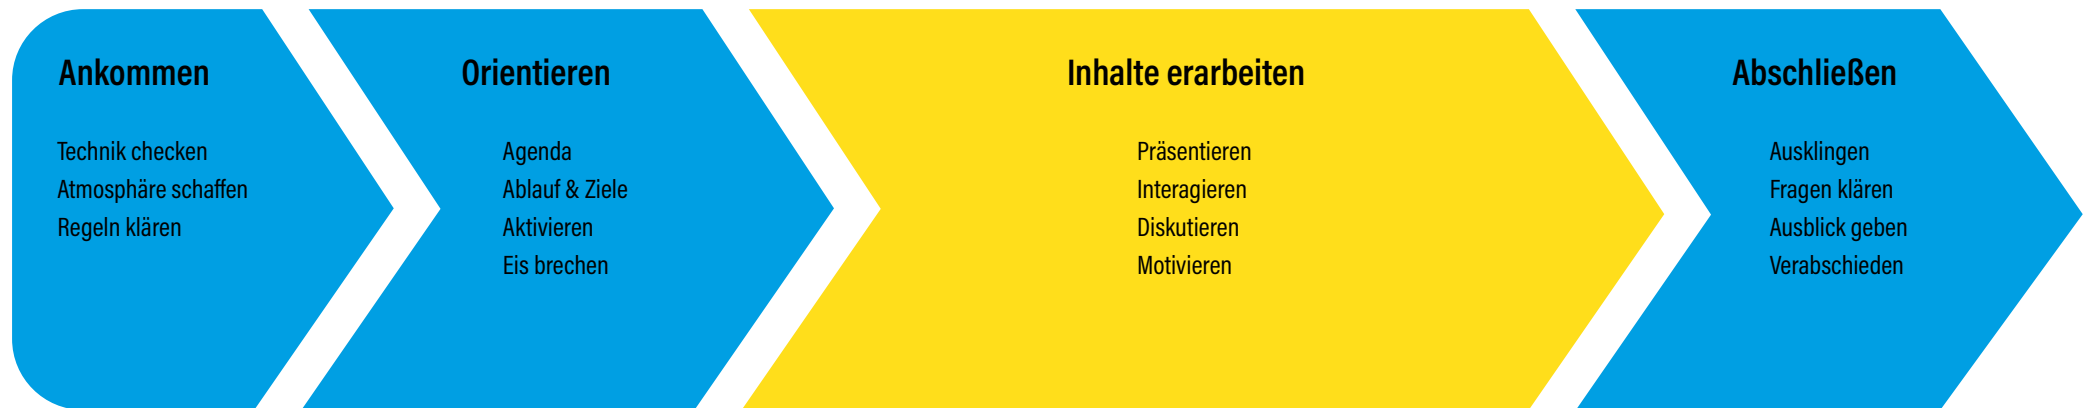 Ankommen
Technik checken
Atmosphäre schaffen
Regeln klären
Orientieren
Agenda
Ablauf & Ziele
Aktivieren
Eis brechen
Inhalte erarbeiten
Präsentieren
Interagieren
Diskutieren
Motivieren
Abschließen
Ausklingen
Fragen klären
Ausblick geben
Verabschieden